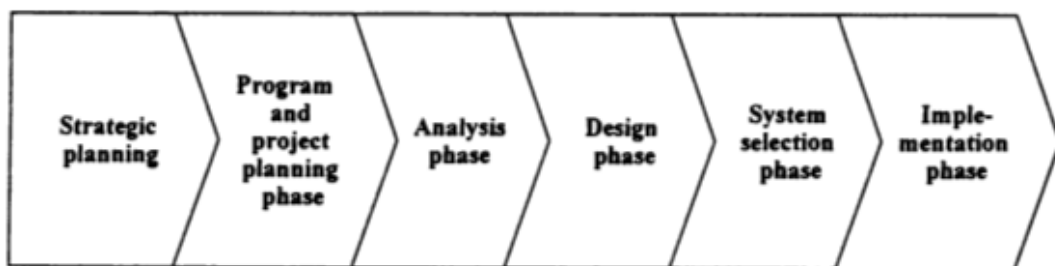 Strategic
planning
Program
and
project
planning
phase
Analysis
phase
Design
phase
System
selection
phase
Imple-
mentation
phase